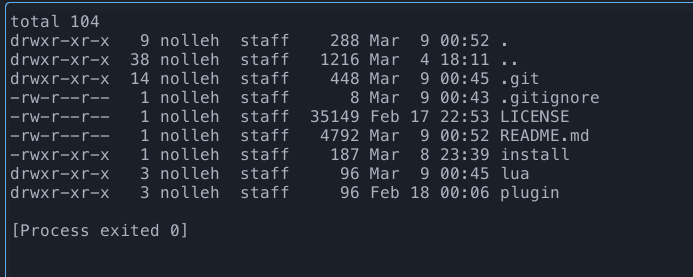 total 104
drwxr-xr-x   9 nolleh  staff    288 Mar  9 00:52 .
drwxr-xr-x  38 nolleh  staff   1216 Mar  4 18:11 ..
drwxr-xr-x  14 nolleh  staff    448 Mar  9 00:45 .git
-rw-r--r--   1 nolleh  staff      8 Mar  9 00:43 .gitignore
-rw-r--r--   1 nolleh  staff  35149 Feb 17 22:53 LICENSE
-rw-r--r--   1 nolleh  staff   4792 Mar  9 00:52 README.md
-rwxr-xr-x   1 nolleh  staff    187 Mar  8 23:39 install
drwxr-xr-x   3 nolleh  staff     96 Mar  9 00:45 lua
drwxr-xr-x   3 nolleh  staff     96 Feb 18 00:06 plugin
[Process exited 0]